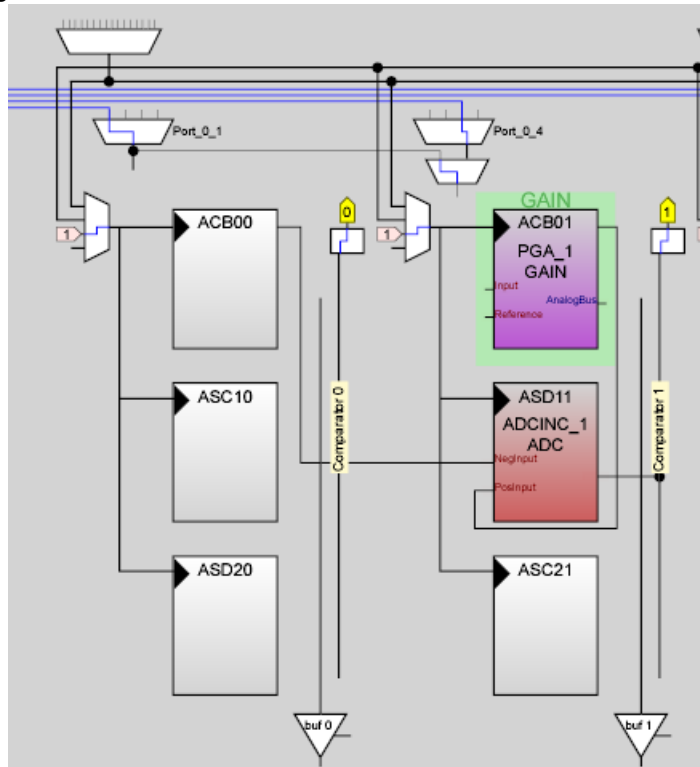 Port_0_1
Port_0_4
GAIN
1
ACB00
0
1
ACB01
1
PGA_1
GAIN
Input
AnalogBus
Reference
ASC10
Comparator 0
ASD11
Comparator 1
ADCINC_1
ADC
NegInput
PosInput
ASD20
ASC21
buf 0
buf 1